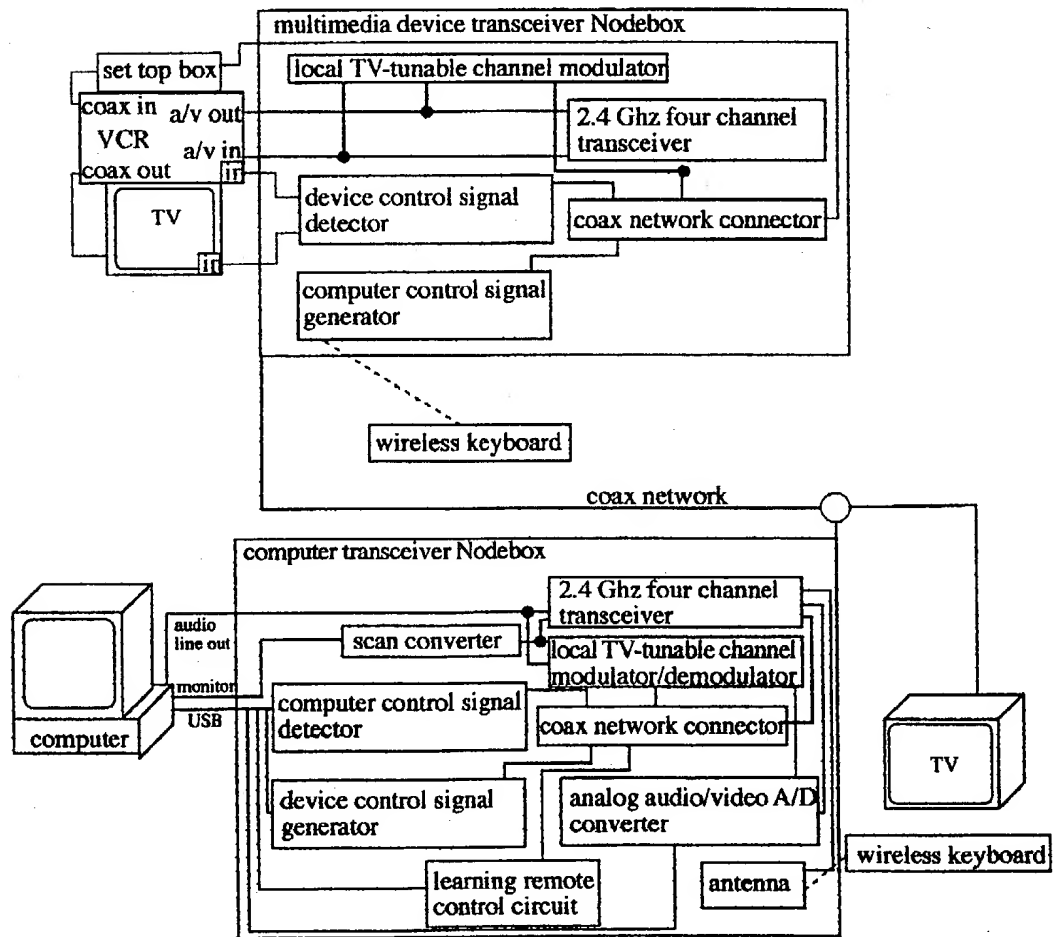 multimedia device transceiver Nodebox
set top box
local TV-tunable channel modulator
coax in
a/v out
VCR
a/v in
coax out
ir
2.4 Ghz four channel
transceiver
TV
ir
device control signal
detector
coax network connector
computer control signal
generator
wireless keyboard
coax network
computer transceiver Nodebox
2.4 Ghz four channel
transceiver
audio
line out
scan converter
local TV-tunable channel
modulator/demodulator
monitor
USB
computer control signal
detector
coax network connector
computer
TV
device control signal
generator
analog audio/video A/D
converter
wireless keyboard
learning remote
control circuit
antenna